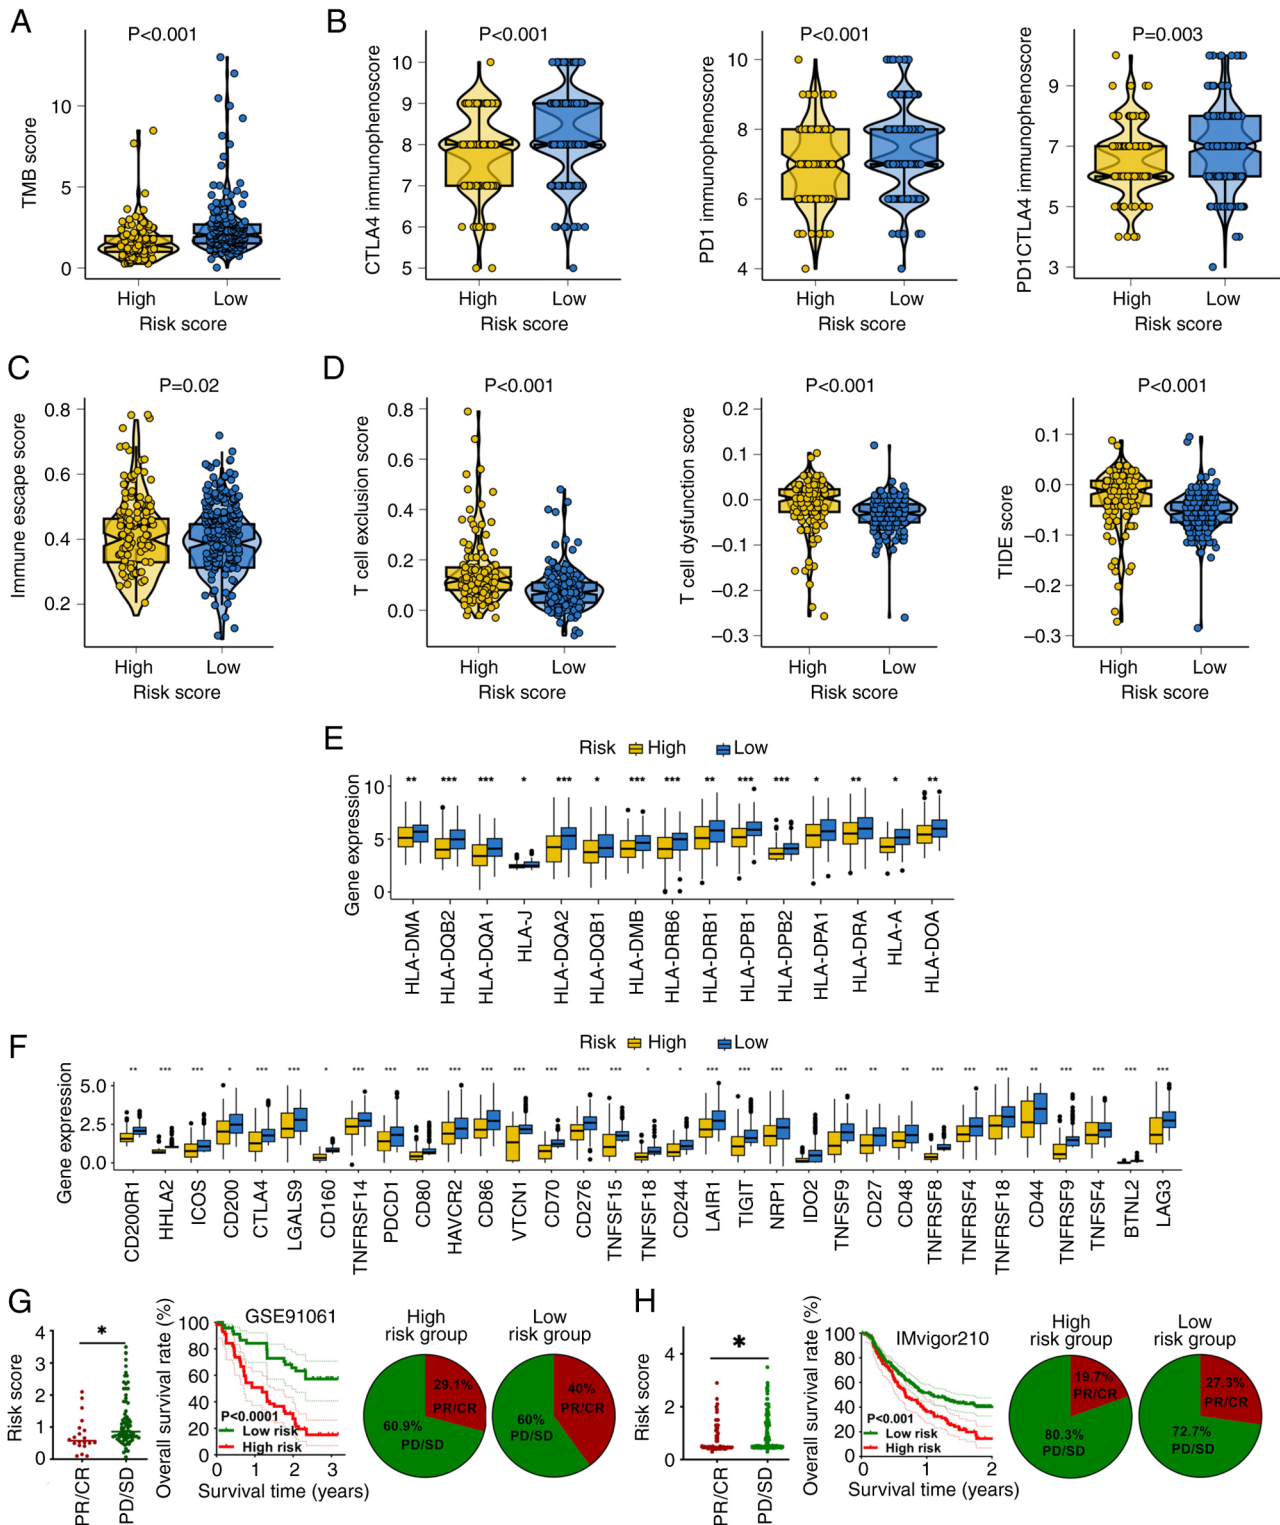 A
P<0.001
TMB score
10
5
0
High
Low
Risk score
B
P<0.001
CTLA4 immunophenoscore
10
9
8
7
6
5
High
Low
Risk score
P<0.001
PD1 immunophenoscore
10
8
6
4
High
Low
Risk score
P=0.003
PD1CTLA4 immunophenoscore
9
7
5
3
High
Low
Risk score
C
P=0.02
Immune escape score
0.8
0.6
0.4
0.2
High
Low
Risk score
D
P<0.001
T cell exclusion score
0.8
0.6
0.4
0.2
0.0
High
Low
Risk score
P<0.001
T cell dysfunction score
0.2
0.1
0.0
−0.1
−0.2
−0.3
High
Low
Risk score
P<0.001
TIDE score
0.1
0.0
−0.1
−0.2
−0.3
High
Low
Risk score
E
Risk High Low
Gene expression
10
5
0
** *** *** * *** * *** *** ** *** *** * ** * **
HLA-DMA
HLA-DQB2
HLA-DQA1
HLA-J
HLA-DQA2
HLA-DQB1
HLA-DMB
HLA-DRB6
HLA-DRB1
HLA-DPB1
HLA-DPB2
HLA-DPA1
HLA-DRA
HLA-A
HLA-DOA
F
Risk High Low
Gene expression
5.0
2.5
0.0
** *** *** * *** *** * *** *** *** *** *** *** *** *** *** * * *** *** *** ** *** ** ** *** *** *** ** *** *** *** ***
CD200R1
HHLA2
ICOS
CD200
CTLA4
LGALS9
CD160
TNFRSF14
PDCD1
CD80
HAVCR2
CD86
VTCN1
CD70
CD276
TNFSF15
TNFSF18
CD244
LAIR1
TIGIT
NRP1
IDO2
TNFSF9
CD27
CD48
TNFRSF8
TNFRSF4
TNFRSF18
CD44
TNFRSF9
TNFSF4
BTNL2
LAG3
G
Risk score
4
3
2
1
0
*
PR/CR
PD/SD
GSE91061
Overall survival rate (%)
100
80
60
40
20
0
P<0.0001
Low risk
High risk
0 1 2 3
Survival time (years)
High
risk group
29.1%
PR/CR
60.9%
PD/SD
Low
risk group
40%
PR/CR
60%
PD/SD
H
Risk score
4
2
0
*
PR/CR
PD/SD
IMvigor210
Overall survival rate (%)
100
80
60
40
20
0
P<0.001
Low risk
High risk
0 1 2
Survival time (years)
High
risk group
19.7%
PR/CR
80.3%
PD/SD
Low
risk group
27.3%
PR/CR
72.7%
PD/SD